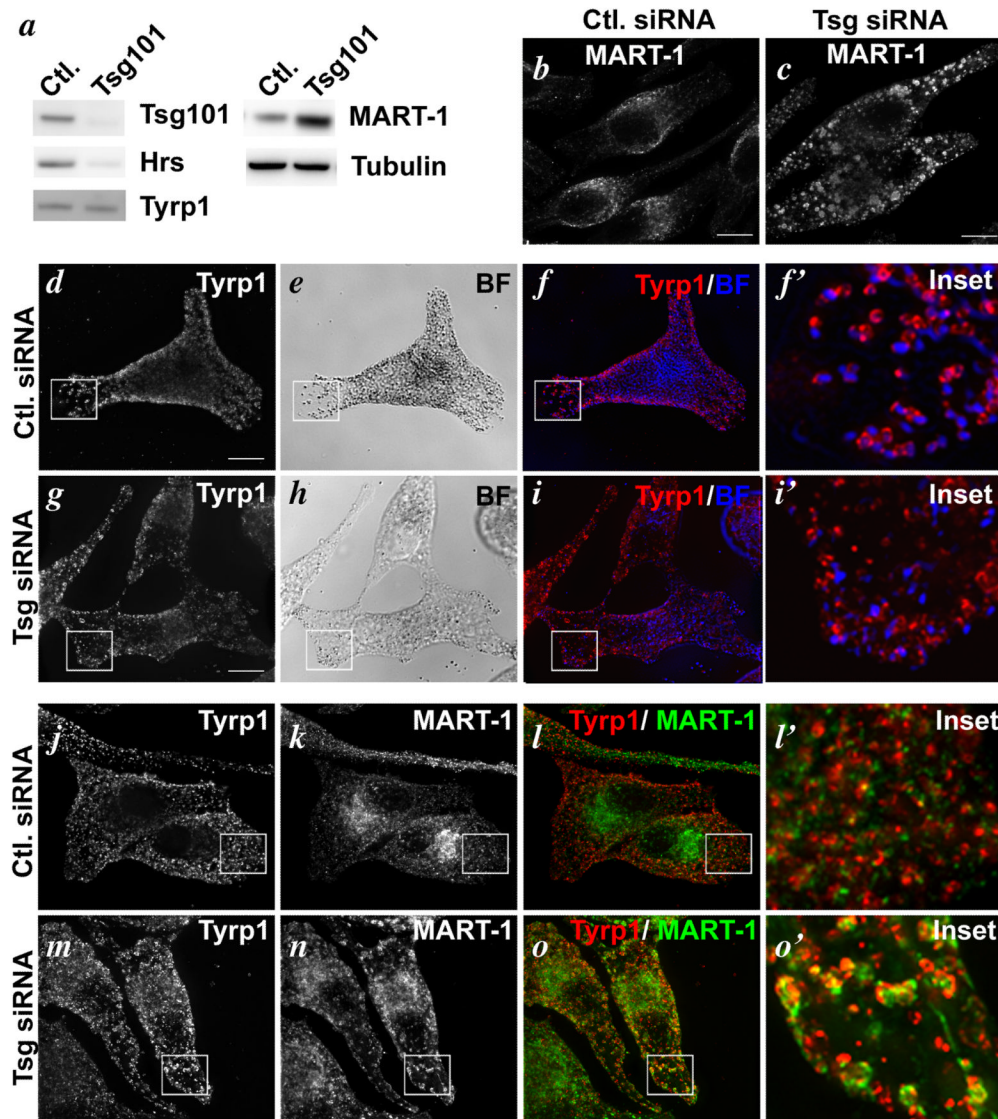 a
Ctl. Tsg101
Tsg101
Hrs
Tyrp1
Ctl. Tsg101
MART-1
Tubulin
Ctl. siRNA
Tsg siRNA
b MART-1
c MART-1
Ctl. siRNA
d Tyrp1
e BF
f Tyrp1/BF
f' Inset
Tsg siRNA
g Tyrp1
h BF
i Tyrp1/BF
i' Inset
Ctl. siRNA
j Tyrp1
k MART-1
l Tyrp1/ MART-1
l' Inset
Tsg siRNA
m Tyrp1
n MART-1
o Tyrp1/ MART-1
o' Inset